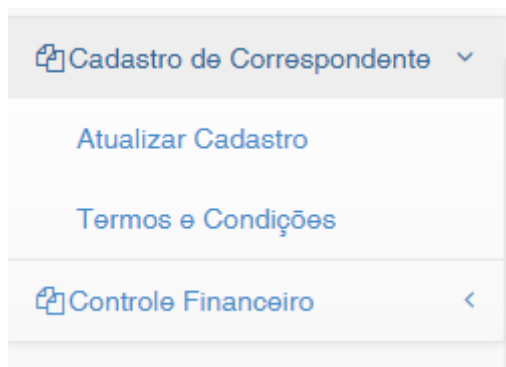 Cadastro de Correspondente
Atualizar Cadastro
Termos e Condições
Controle Financeiro